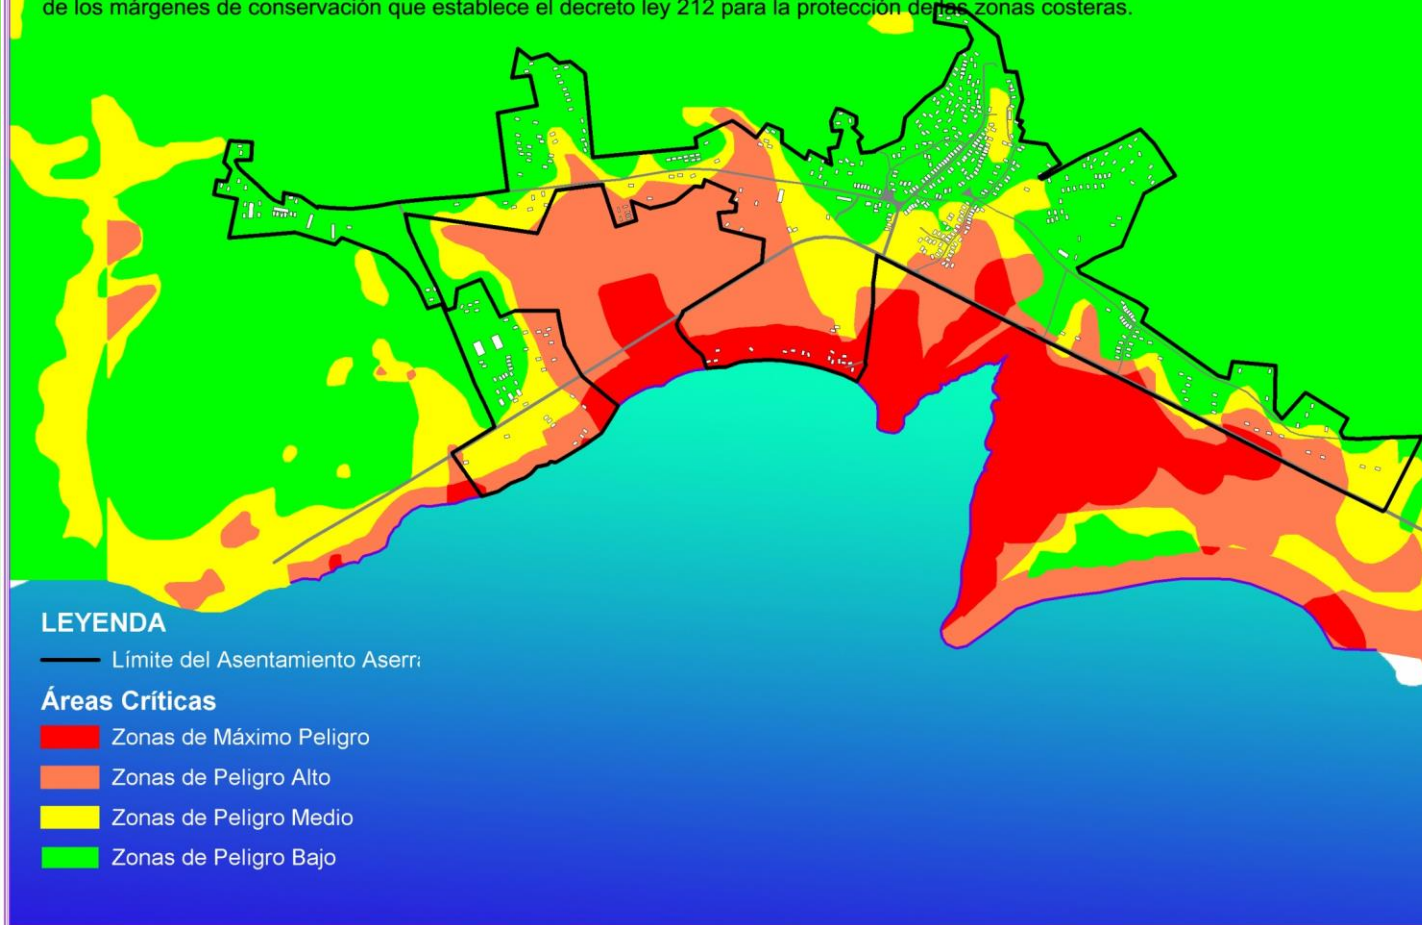 de los márgenes de conservación que establece el decreto ley 212 para la protección de las zonas costeras.
LEYENDA
Límite del Asentamiento
Áreas Críticas
Zonas de Máximo Peligro
Zonas de Peligro Alto
Zonas de Peligro Medio
Zonas de Peligro Bajo